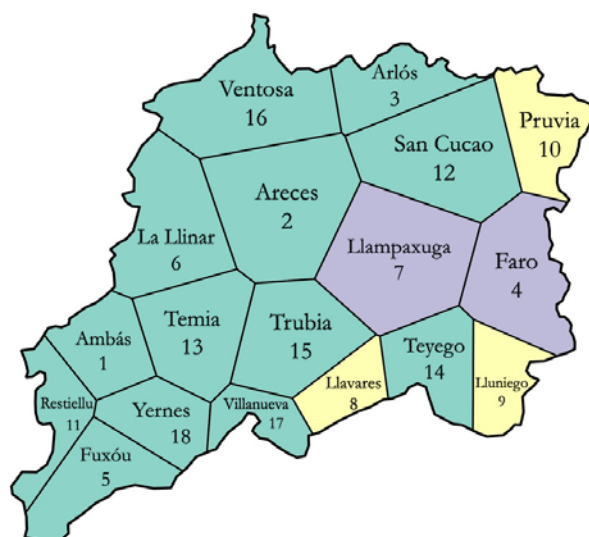 Arlós
3
Ventosa
16
Pruvia
10
San Cucao
12
Areces
2
La Llinar
6
Llampaxuga
7
Faro
4
Temia
13
Trubia
15
Ambás
1
Teyego
14
Llavares
8
Lluniego
9
Restiellu
11
Yernes
18
Villanueva
17
Fuxóu
5